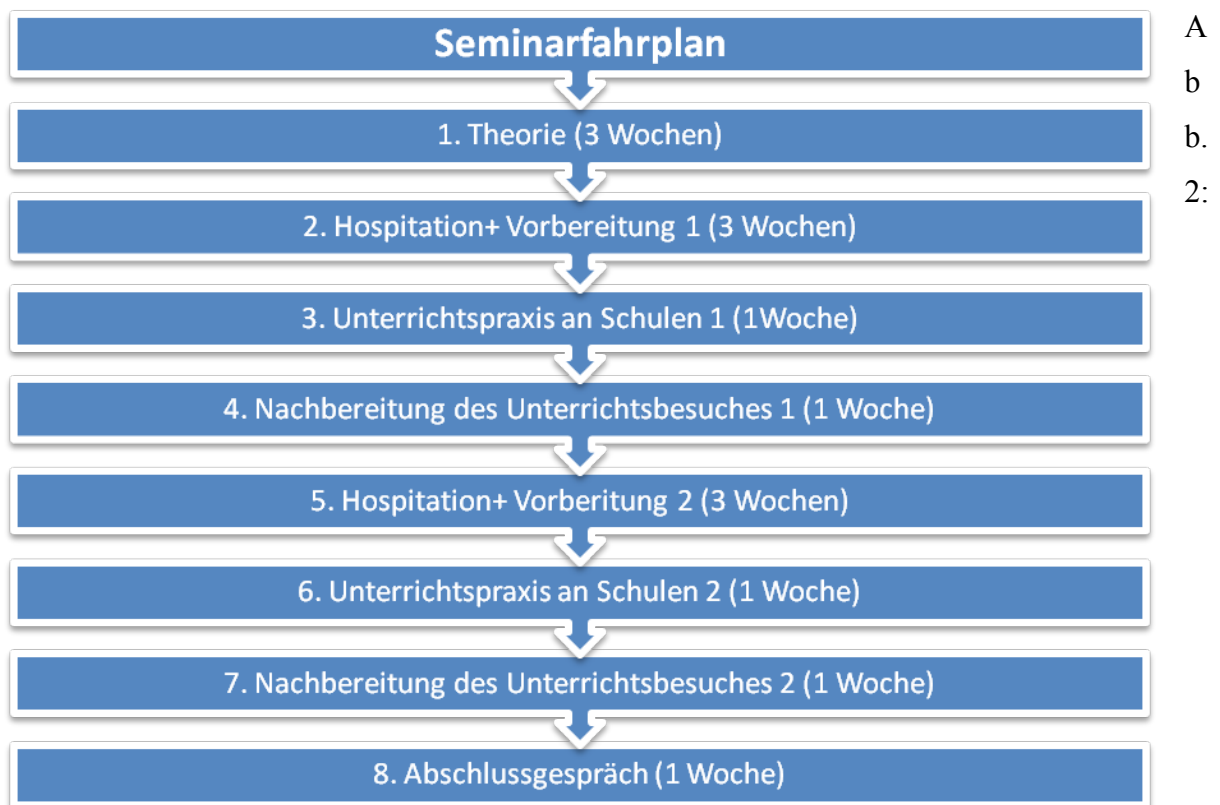 Seminarfahrplan
1. Theorie (3 Wochen)
2. Hospitation+ Vorbereitung 1 (3 Wochen)
3. Unterrichtspraxis an Schulen 1 (1Woche)
4. Nachbereitung des Unterrichtsbesuches 1 (1 Woche)
5. Hospitation+ Vorberitung 2 (3 Wochen)
6. Unterrichtspraxis an Schulen 2 (1 Woche)
7. Nachbereitung des Unterrichtsbesuches 2 (1 Woche)
8. Abschlussgespräch (1 Woche)
A
b
b.
2: